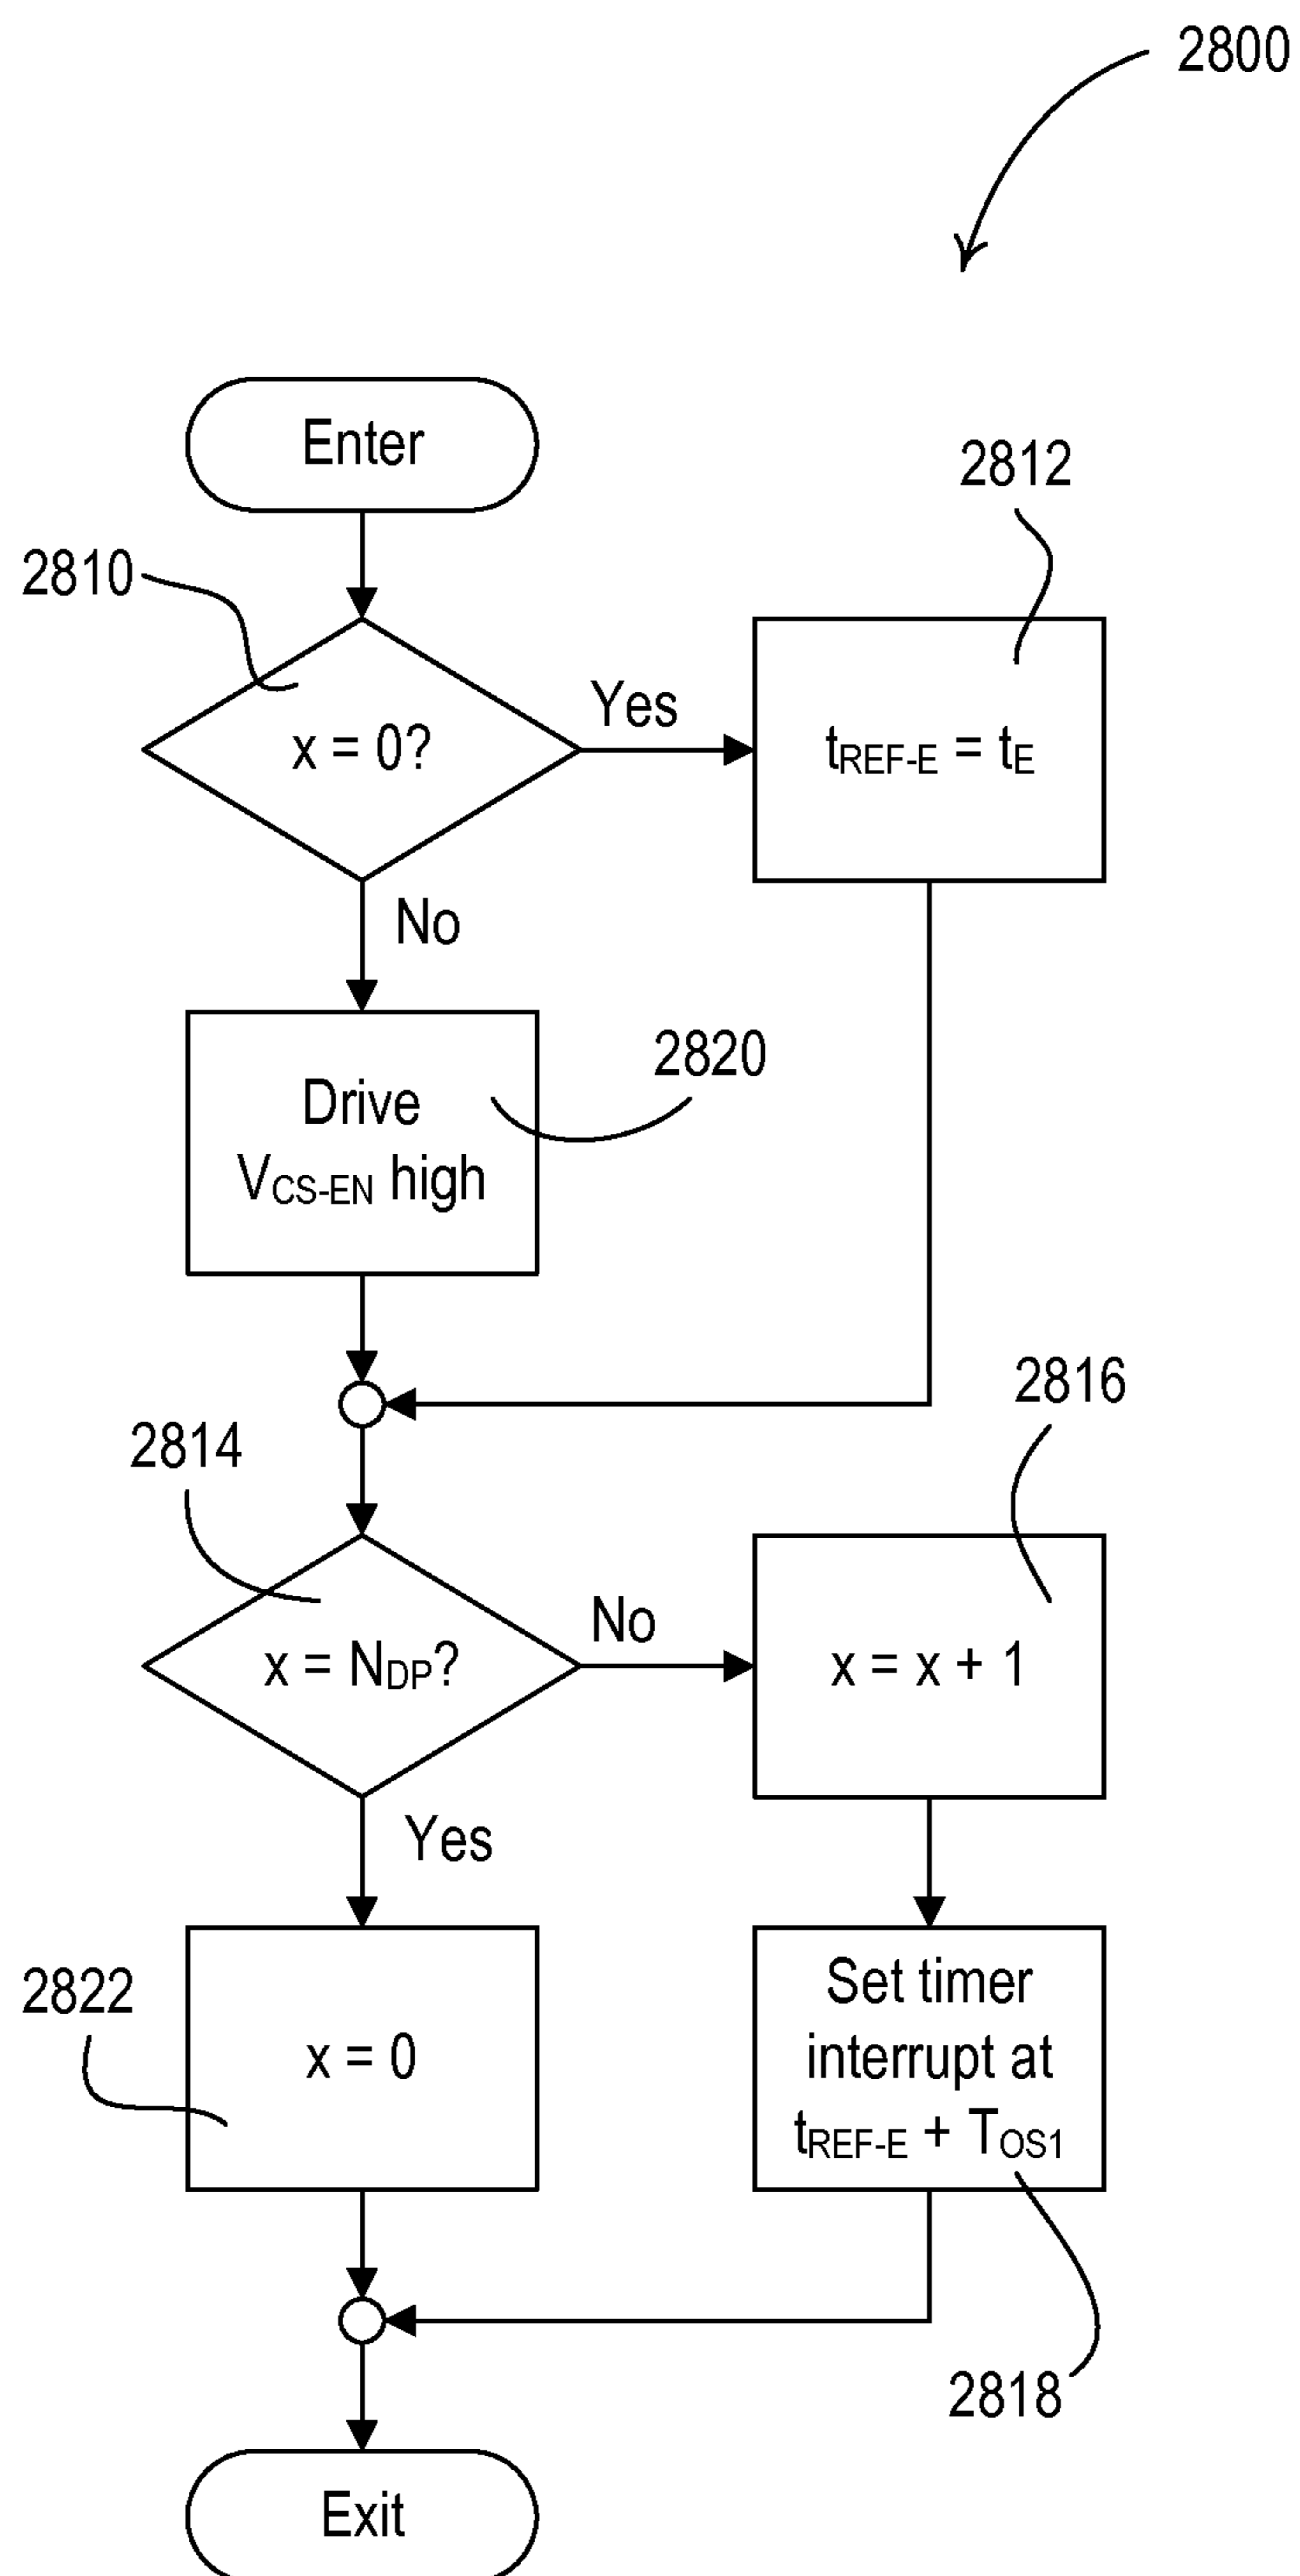 2800
Enter
2812
2810
Yes
x = 0?
tREF-E = tE
No
2820
Drive
VCS-EN high
2816
2814
No
x = NDP?
x = x + 1
Yes
2822
x = 0
Set timer
interrupt at
tREF-E + TOS1
2818
Exit